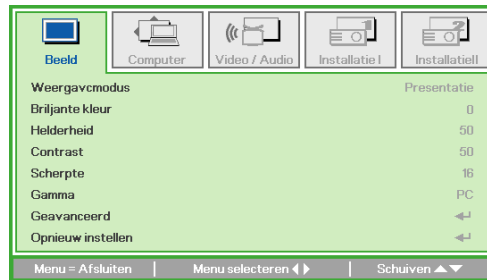 Beeld Computer Video / Audio Installatie I InstallatieII
Weergavcmodus Presentatie
Briljante kleur 0
Helderheid 50
Contrast 50
Scherpte 16
Gamma PC
Geavanceerd
Opnieuw instellen
Menu = Afsluiten | Menu selecteren | Schuiven